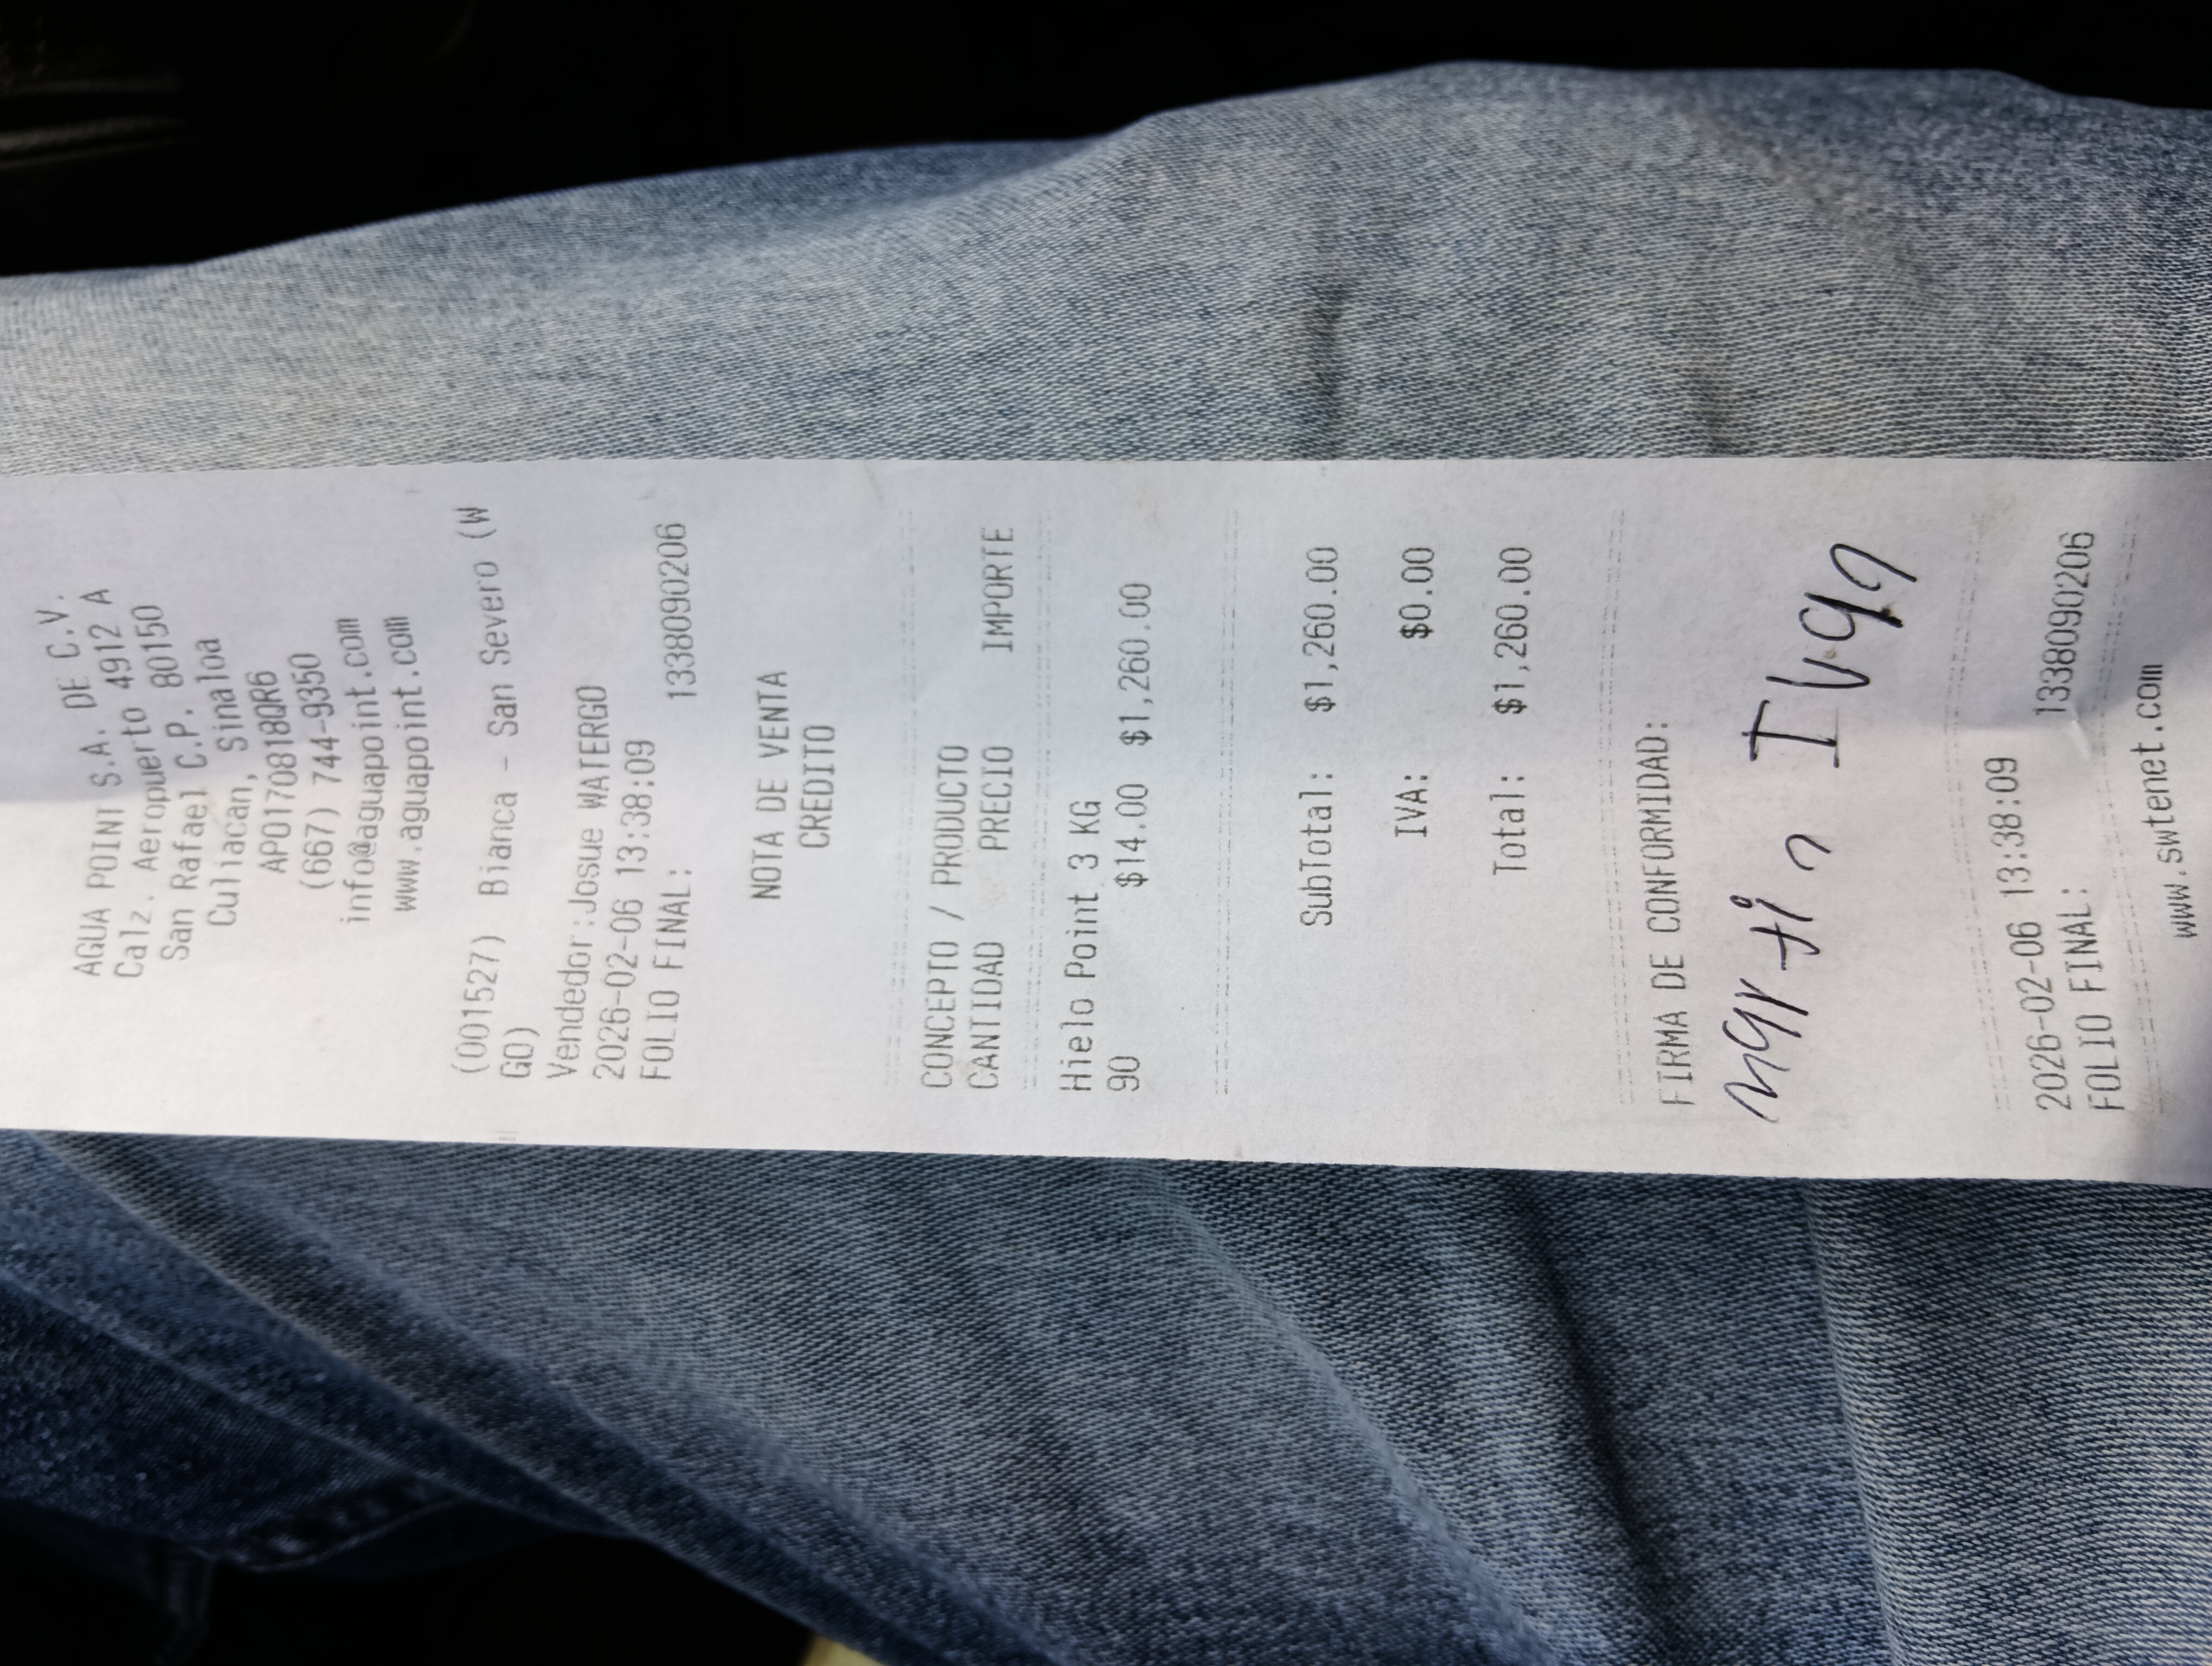 AGUA POINT S.A. DE C.V.
Calz. Aeropuerto 4912 A
San Rafael C.P. 80150
Culiacan, Sinaloa
APO170818QR6
(667) 744-9350
info@aguapoint.com
www.aguapoint.com
(001527) Bianca - San Severo (W
GO)
Vendedor:Josue WATERGO
2026-02-06 13:38:09
FOLIO FINAL: 1338090206
NOTA DE VENTA
CREDITO
CONCEPTO / PRODUCTO
CANTIDAD PRECIO IMPORTE
Hielo Point 3 KG
90 $14.00 $1,260.00
SubTotal: $1,260.00
IVA: $0.00
Total: $1,260.00
FIRMA DE CONFORMIDAD:
Martin Ivan
2026-02-06 13:38:09
FOLIO FINAL: 1338090206
www.swtenet.com